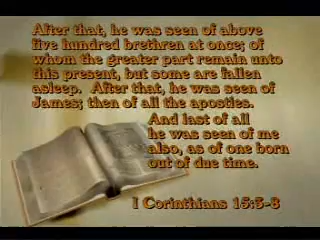 After that, he was seen of above
five hundred brethren at once; of
whom the greater part remain unto
this present, but some are fallen
asleep. After that, he was seen of
James; then of all the apostles.
And last of all
he was seen of me
also, as of one born
out of due time.
I Corinthians 15:5-8